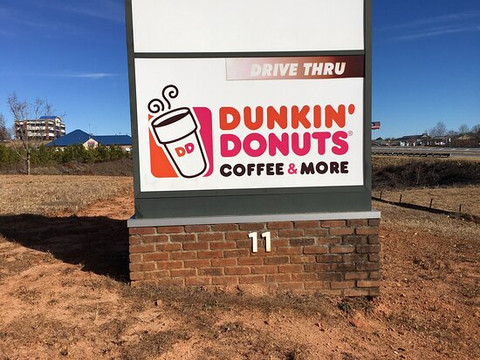 DRIVE THRU
DUNKIN'
DONUTS®
COFFEE & MORE
DD
11